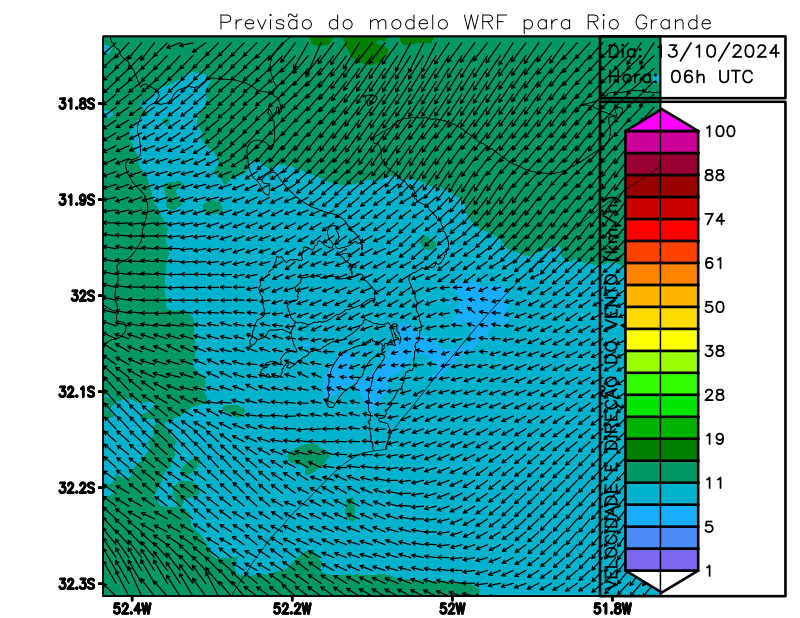 Previsão do modelo WRF para Rio Grande
Dia: 13/10/2024
Hora: 06h UTC
31.8S
31.9S
32S
32.1S
32.2S
32.3S
52.4W
52.2W
52W
51.8W
VELOCIDADE E DIREÇÃO DO VENTO (km/h)
100
88
74
61
50
38
28
19
11
5
1